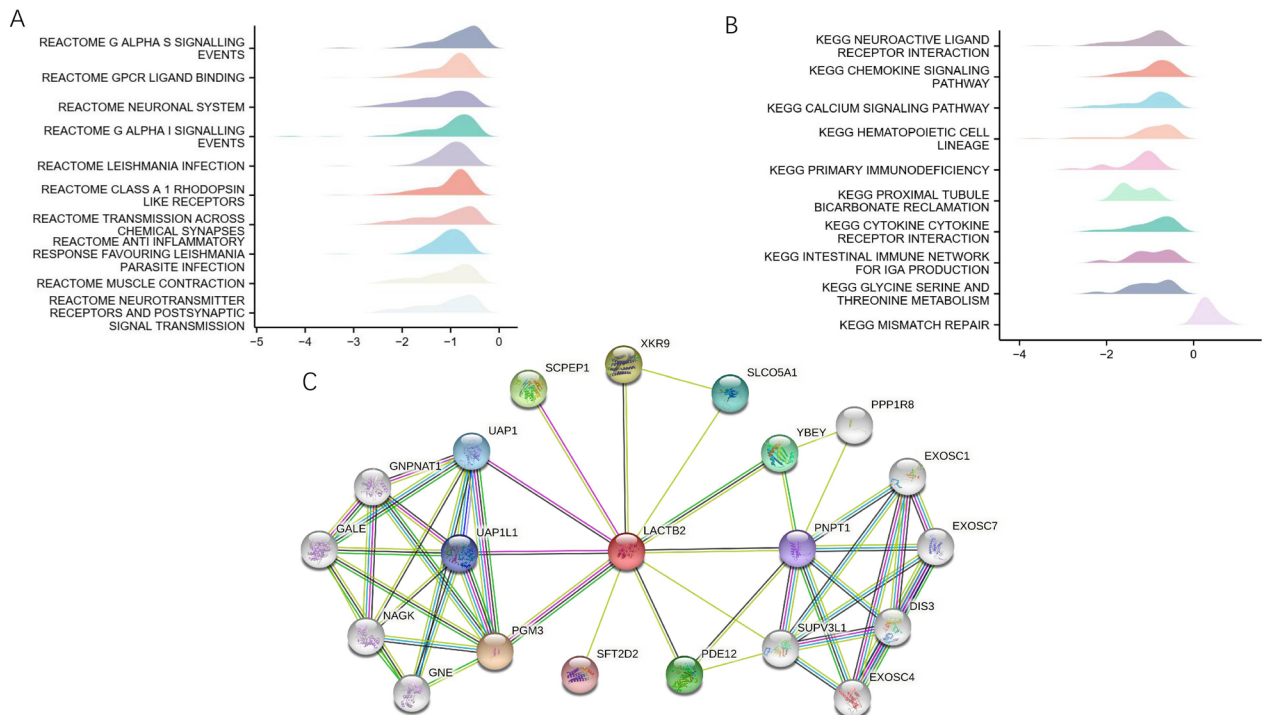 A
REACTOME G ALPHA S SIGNALLING
EVENTS
REACTOME GPCR LIGAND BINDING
REACTOME NEURONAL SYSTEM
REACTOME G ALPHA I SIGNALLING
EVENTS
REACTOME LEISHMANIA INFECTION
REACTOME CLASS A 1 RHODOPSIN
LIKE RECEPTORS
REACTOME TRANSMISSION ACROSS
CHEMICAL SYNAPSES
REACTOME ANTI INFLAMMATORY
RESPONSE FAVOURING LEISHMANIA
PARASITE INFECTION
REACTOME MUSCLE CONTRACTION
REACTOME NEUROTRANSMITTER
RECEPTORS AND POSTSYNAPTIC
SIGNAL TRANSMISSION
−5 −4 −3 −2 −1 0
B
KEGG NEUROACTIVE LIGAND
RECEPTOR INTERACTION
KEGG CHEMOKINE SIGNALING
PATHWAY
KEGG CALCIUM SIGNALING PATHWAY
KEGG HEMATOPOIETIC CELL
LINEAGE
KEGG PRIMARY IMMUNODEFICIENCY
KEGG PROXIMAL TUBULE
BICARBONATE RECLAMATION
KEGG CYTOKINE CYTOKINE
RECEPTOR INTERACTION
KEGG INTESTINAL IMMUNE NETWORK
FOR IGA PRODUCTION
KEGG GLYCINE SERINE AND
THREONINE METABOLISM
KEGG MISMATCH REPAIR
−4 −2 0
C
XKR9
SCPEP1
SLCO5A1
PPP1R8
UAP1
YBEY
GNPNAT1
EXOSC1
GALE
UAP1L1
LACTB2
PNPT1
EXOSC7
NAGK
PGM3
SUPV3L1
DIS3
SFT2D2
PDE12
GNE
EXOSC4